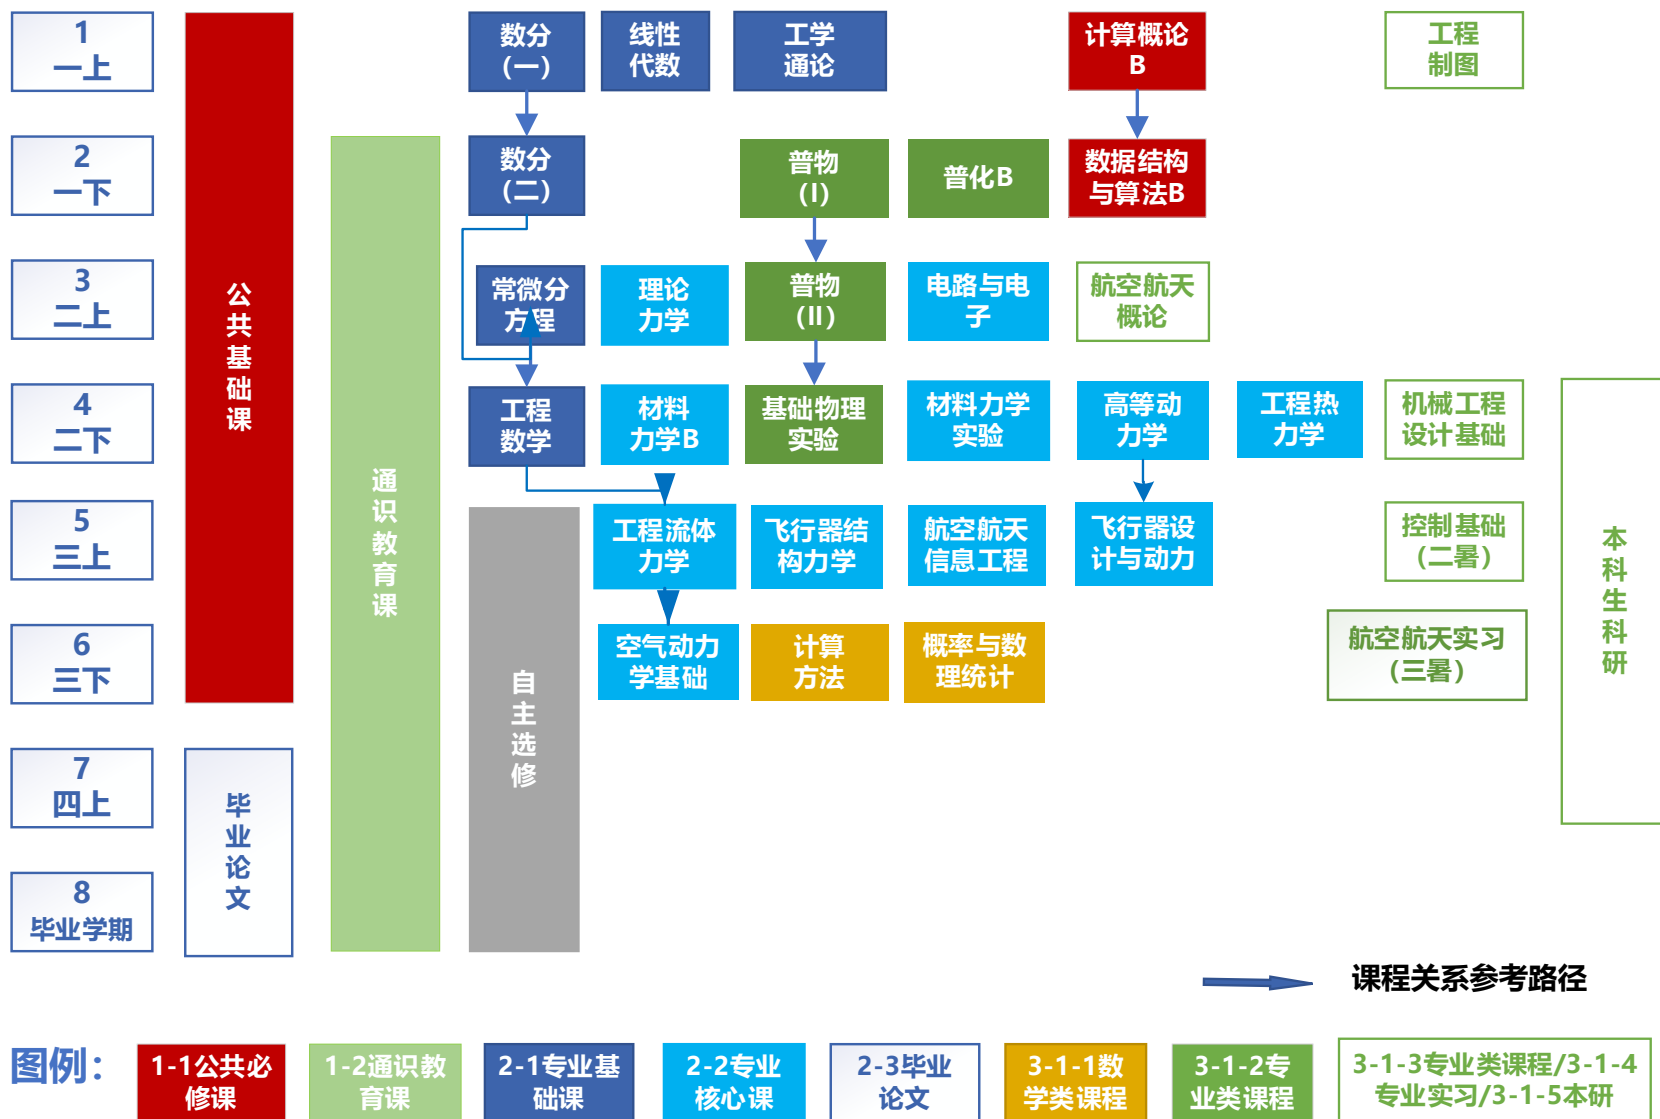 1
一上
数分
（一）
线性
代数
工学
通论
计算概论
B
工程
制图
2
一下
数分
（二）
普物
（I）
普化B
数据结构
与算法B
3
二上
常微分
方程
理论
力学
普物
（II）
电路与电
子
航空航天
概论
4
二下
工程
数学
材料
力学B
基础物理
实验
材料力学
实验
高等动
力学
工程热
力学
机械工程
设计基础
5
三上
工程流体
力学
飞行器结
构力学
航空航天
信息工程
飞行器设
计与动力
控制基础
（二暑）
6
三下
空气动力
学基础
计算
方法
概率与数
理统计
航空航天实习
（三暑）
7
四上
8
毕业学期
公共基础课
毕业论文
通识教育课
自主选修
本科生科研
课程关系参考路径
图例：
1-1公共必
修课
1-2通识教
育课
2-1专业基
础课
2-2专业
核心课
2-3毕业
论文
3-1-1数
学类课程
3-1-2专
业类课程
3-1-3专业类课程/3-1-4
专业实习/3-1-5本研